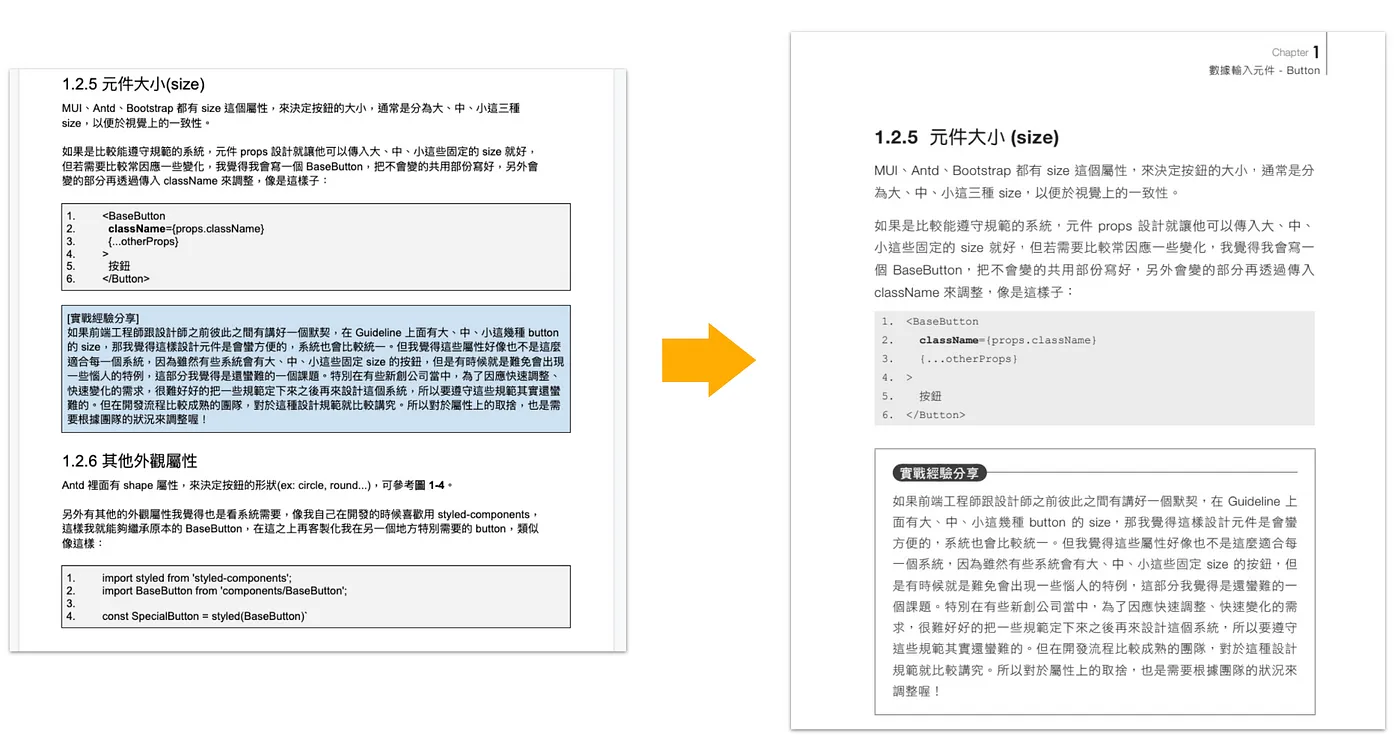 1.2.5 元件大小(size)
MUI、Antd、Bootstrap 都有 size 這個屬性，來決定按鈕的大小，通常是分為大、中、小這三種
size，以便於視覺上的一致性。
如果是比較能遵守規範的系統，元件 props 設計就讓他可以傳入大、中、小這些固定的 size 就好，
但若需要比較常因應一些變化，我覺得我會寫一個 BaseButton，把不會變的共用部份寫好，另外會
變的部分再透過傳入 className 來調整，像是這樣子：
1. <BaseButton
2. className={props.className}
3. {...otherProps}
4. >
5. 按鈕
6. </Button>
[實戰經驗分享]
如果前端工程師跟設計師之前彼此之間有講好一個默契，在 Guideline 上面有大、中、小這幾種 button
的 size，那我覺得這樣設計元件是會蠻方便的，系統也會比較統一。但我覺得這些屬性好像也不是這麼
適合每一個系統，因為雖然有些系統會有大、中、小這些固定 size 的按鈕，但是有時候就是難免會出現
一些惱人的特例，這部分我覺得是還蠻難的一個課題。特別在有些新創公司當中，為了因應快速調整、
快速變化的需求，很難好好的把一些規範定下來之後再來設計這個系統，所以要遵守這些規範其實還蠻
難的。但在開發流程比較成熟的團隊，對於這種設計規範就比較講究。所以對於屬性上的取捨，也是需
要根據團隊的狀況來調整喔！
1.2.6 其他外觀屬性
Antd 裡面有 shape 屬性，來決定按鈕的形狀(ex: circle, round...)，可參考圖 1-4。
另外有其他的外觀屬性我覺得也是看系統需要，像我自己在開發的時候喜歡用 styled-components，
這樣我就能夠繼承原本的 BaseButton，在這之上再客製化我在另一個地方特別需要的 button，類似
像這樣：
1. import styled from 'styled-components';
2. import BaseButton from 'components/BaseButton';
3.
4. const SpecialButton = styled(BaseButton)`
Chapter 1
數據輸入元件 - Button
1.2.5 元件大小 (size)
MUI、Antd、Bootstrap 都有 size 這個屬性，來決定按鈕的大小，通常是分
為大、中、小這三種 size，以便於視覺上的一致性。
如果是比較能遵守規範的系統，元件 props 設計就讓他可以傳入大、中、
小這些固定的 size 就好，但若需要比較常因應一些變化，我覺得我會寫一
個 BaseButton，把不會變的共用部份寫好，另外會變的部分再透過傳入
className 來調整，像是這樣子：
1. <BaseButton
2. className={props.className}
3. {...otherProps}
4. >
5. 按鈕
6. </Button>
實戰經驗分享
如果前端工程師跟設計師之前彼此之間有講好一個默契，在 Guideline 上
面有大、中、小這幾種 button 的 size，那我覺得這樣設計元件是會蠻
方便的，系統也會比較統一。但我覺得這些屬性好像也不是這麼適合每
一個系統，因為雖然有些系統會有大、中、小這些固定 size 的按鈕，但
是有時候就是難免會出現一些惱人的特例，這部分我覺得是還蠻難的一
個課題。特別在有些新創公司當中，為了因應快速調整、快速變化的需
求，很難好好的把一些規範定下來之後再來設計這個系統，所以要遵守
這些規範其實還蠻難的。但在開發流程比較成熟的團隊，對於這種設計
規範就比較講究。所以對於屬性上的取捨，也是需要根據團隊的狀況來
調整喔！